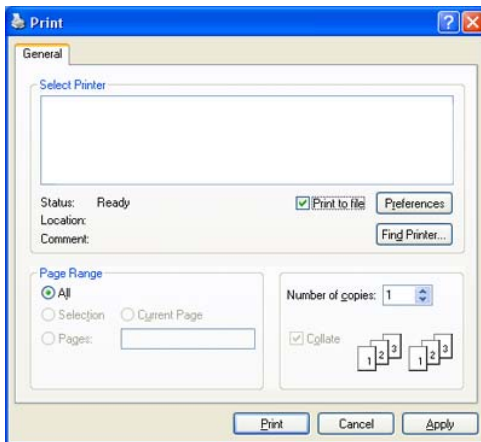 Print
General
Select Printer
Status: Ready
Print to file
Preferences
Location:
Comment:
Find Printer...
Page Range
All
Selection
Current Page
Pages:
Number of copies: 1
Collate
1 2 3 1 2 3
Print
Cancel
Apply